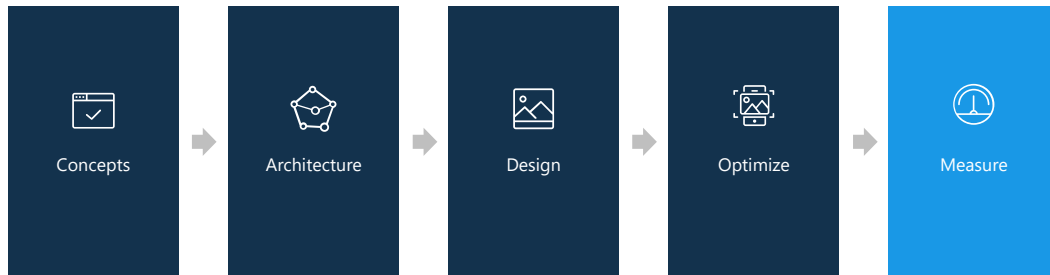 Concepts
Architecture
Design
Optimize
Measure